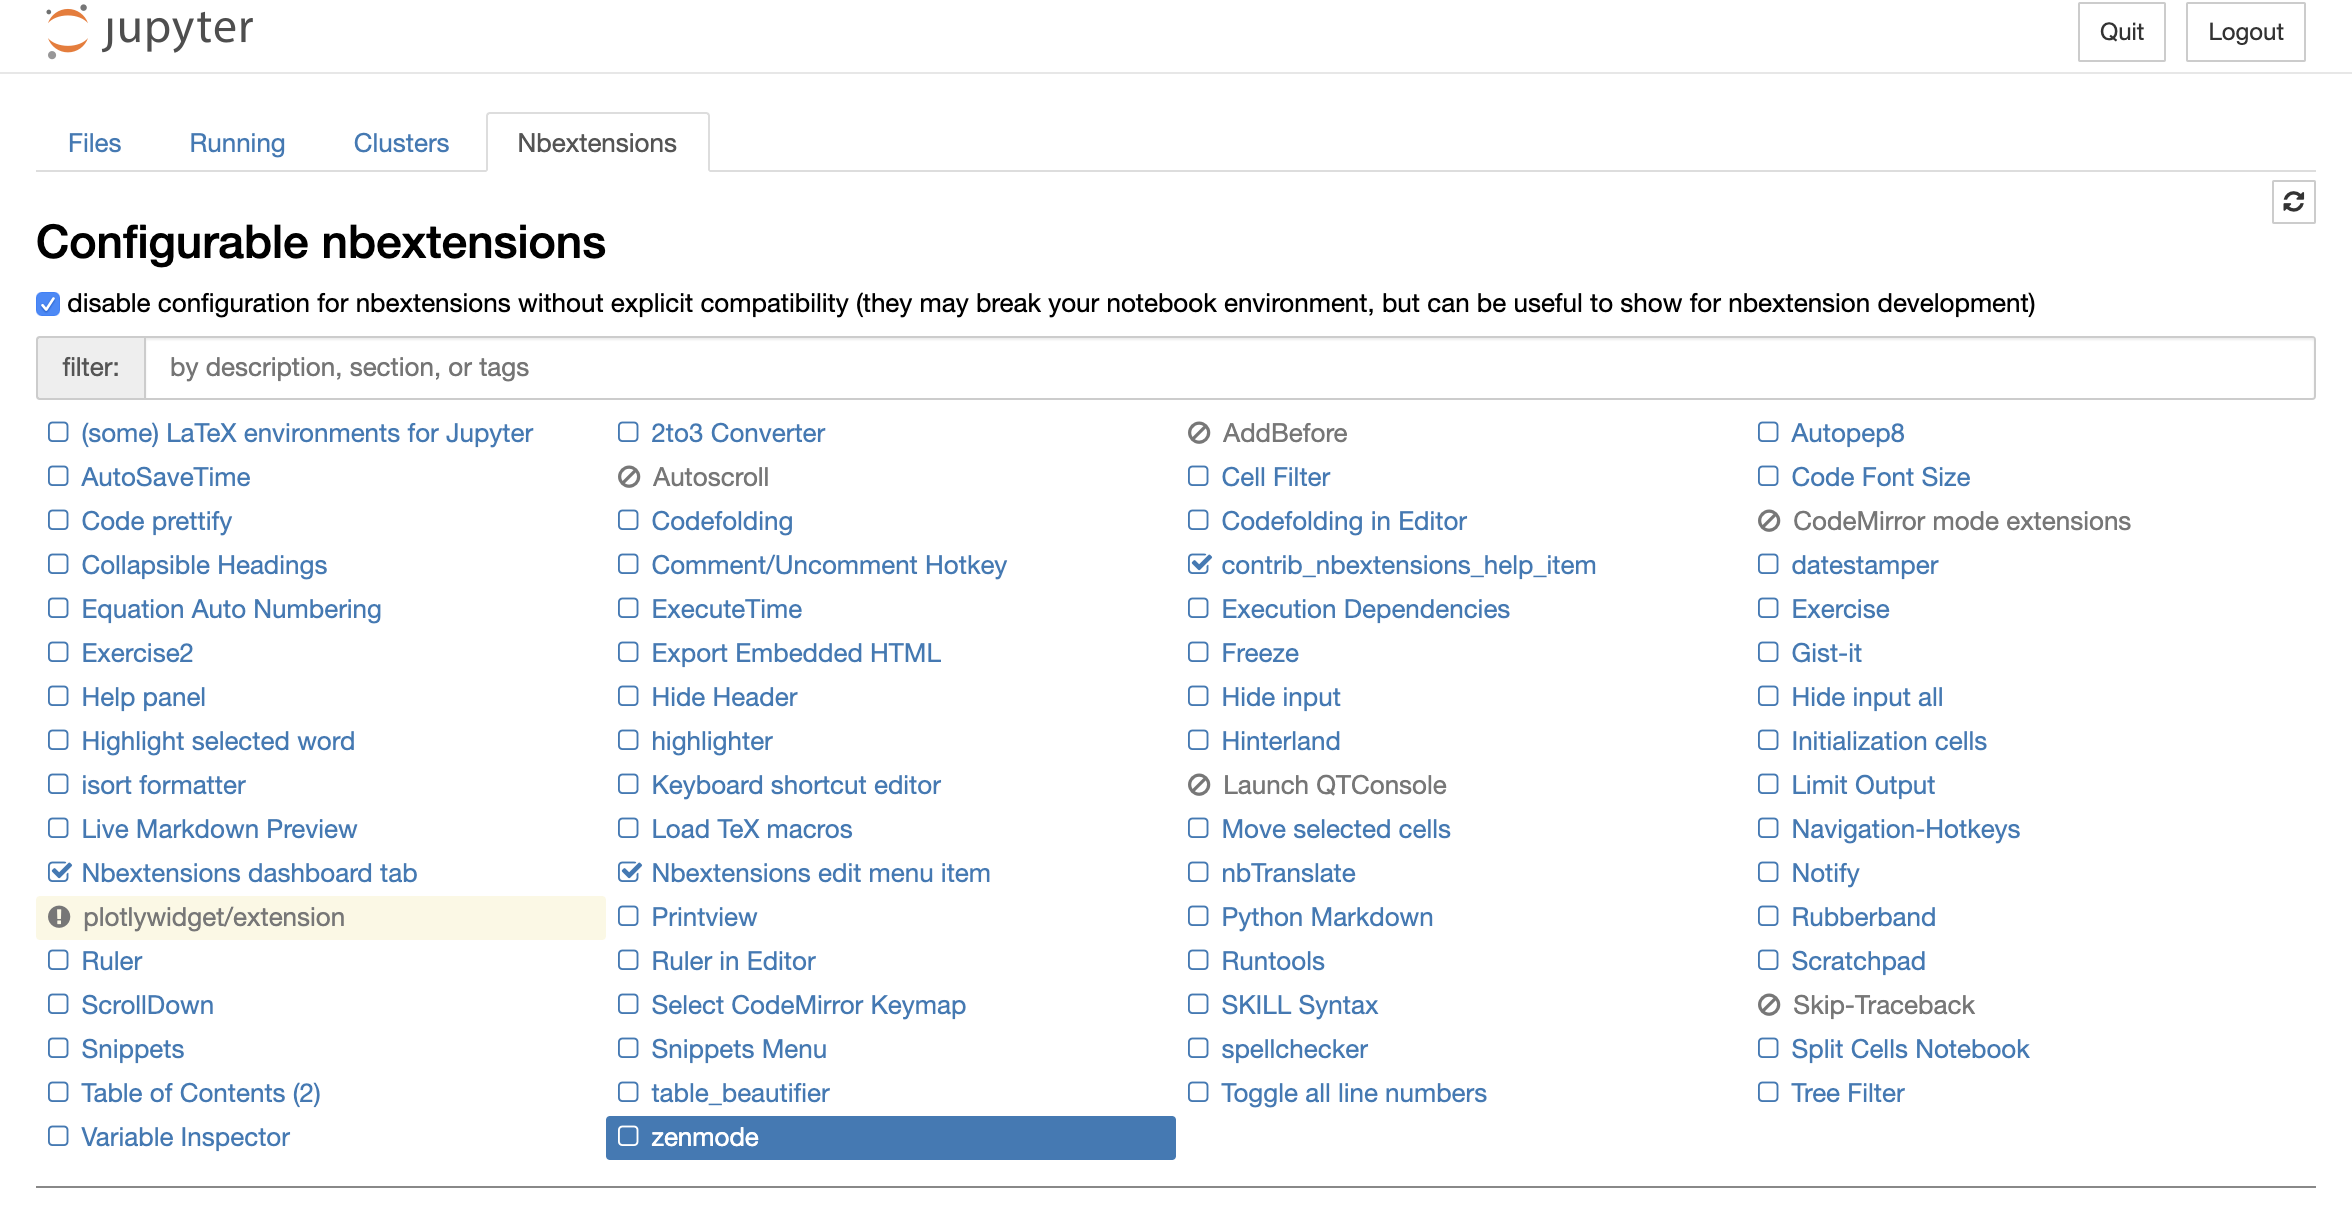 jupyter Quit Logout
Files Running Clusters Nbextensions
Configurable nbextensions
disable configuration for nbextensions without explicit compatibility (they may break your notebook environment, but can be useful to show for nbextension development)
filter: by description, section, or tags
(some) LaTeX environments for Jupyter 2to3 Converter AddBefore Autopep8
AutoSaveTime Autoscroll Cell Filter Code Font Size
Code prettify Codefolding Codefolding in Editor CodeMirror mode extensions
Collapsible Headings Comment/Uncomment Hotkey contrib_nbextensions_help_item datestamper
Equation Auto Numbering ExecuteTime Execution Dependencies Exercise
Exercise2 Export Embedded HTML Freeze Gist-it
Help panel Hide Header Hide input Hide input all
Highlight selected word highlighter Hinterland Initialization cells
isort formatter Keyboard shortcut editor Launch QTConsole Limit Output
Live Markdown Preview Load TeX macros Move selected cells Navigation-Hotkeys
Nbextensions dashboard tab Nbextensions edit menu item nbTranslate Notify
plotlywidget/extension Printview Python Markdown Rubberband
Ruler Ruler in Editor Runtools Scratchpad
ScrollDown Select CodeMirror Keymap SKILL Syntax Skip-Traceback
Snippets Snippets Menu spellchecker Split Cells Notebook
Table of Contents (2) table_beautifier Toggle all line numbers Tree Filter
Variable Inspector zenmode